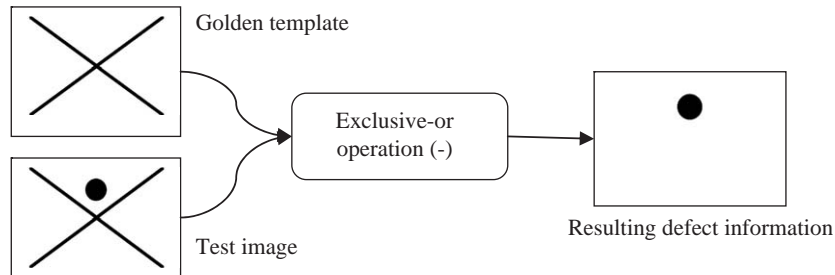 Golden template
Exclusive-or
operation (-)
Test image
Resulting defect information